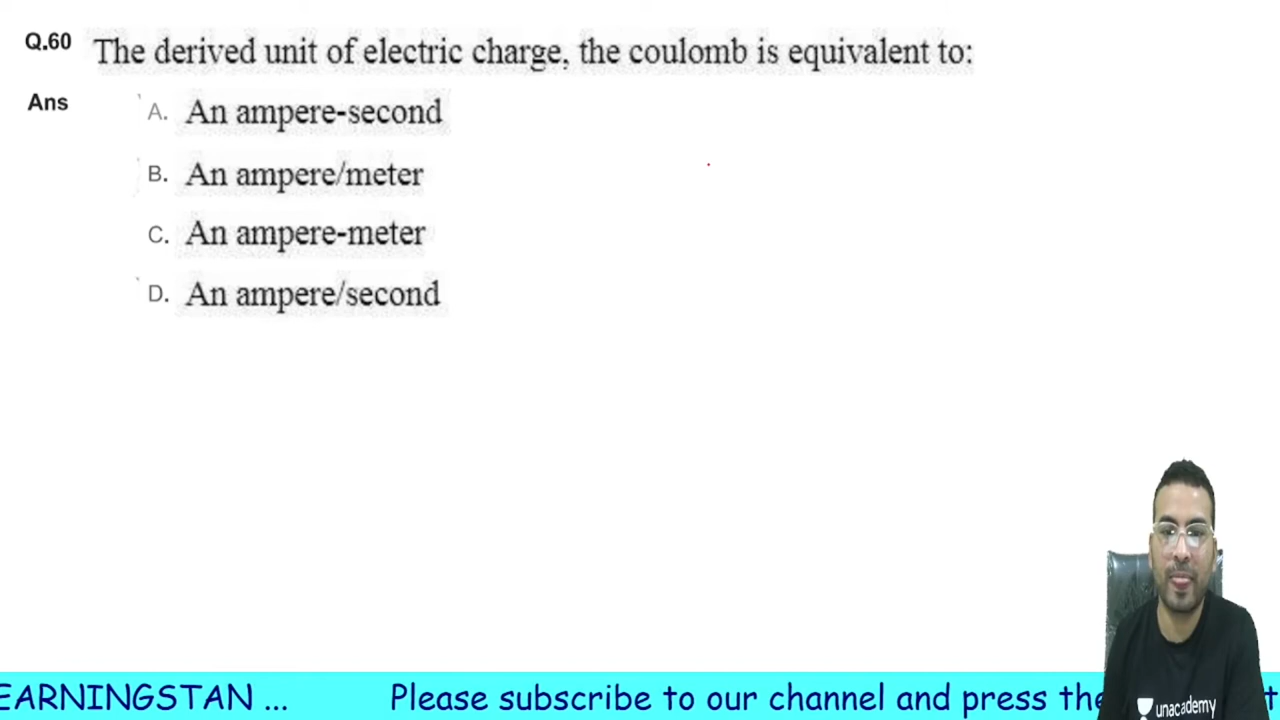 Q.60 The derived unit of electric charge, the coulomb is equivalent to:
Ans A. An ampere-second
B. An ampere/meter
C. An ampere-meter
D. An ampere/second
EARNINGSTAN ... Please subscribe to our channel and press the
unacademy